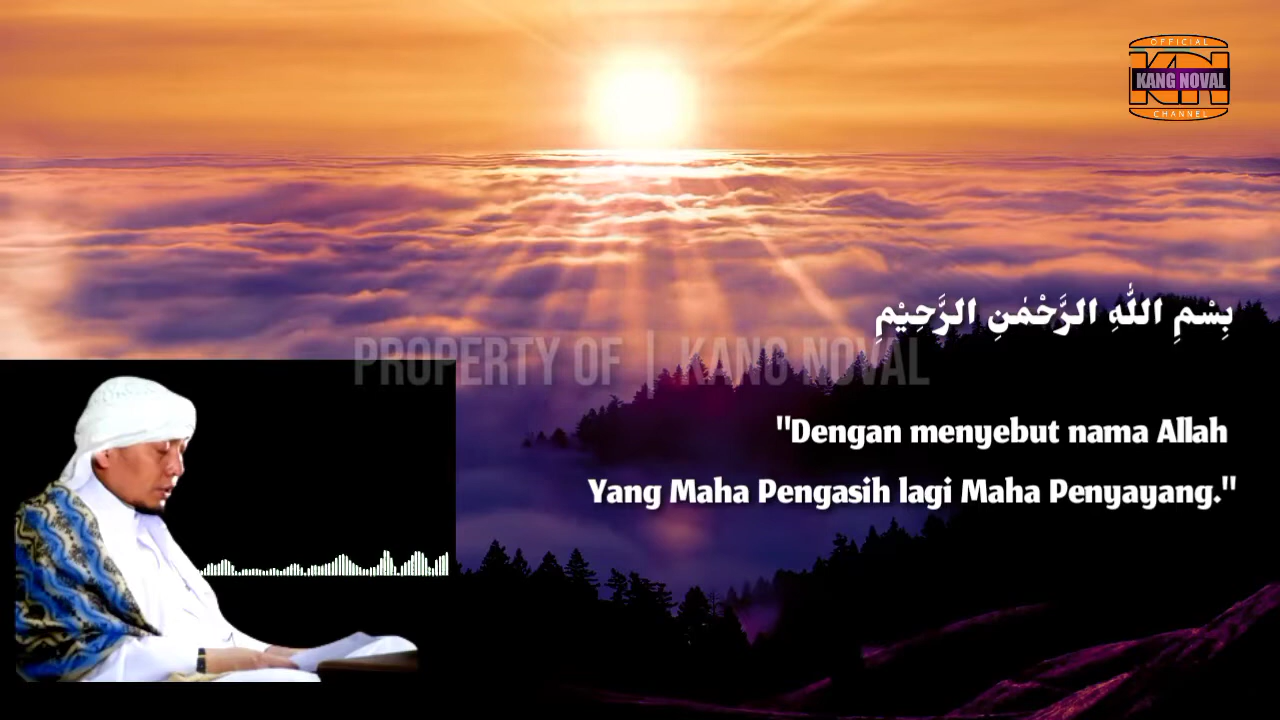 OFFICIAL
KN
KANG NOVAL
CHANNEL
بِسْمِ اللّٰهِ الرَّحْمٰنِ الرَّحِيْمِ
PROPERTY OF | KANG NOVAL
"Dengan menyebut nama Allah
Yang Maha Pengasih lagi Maha Penyayang."